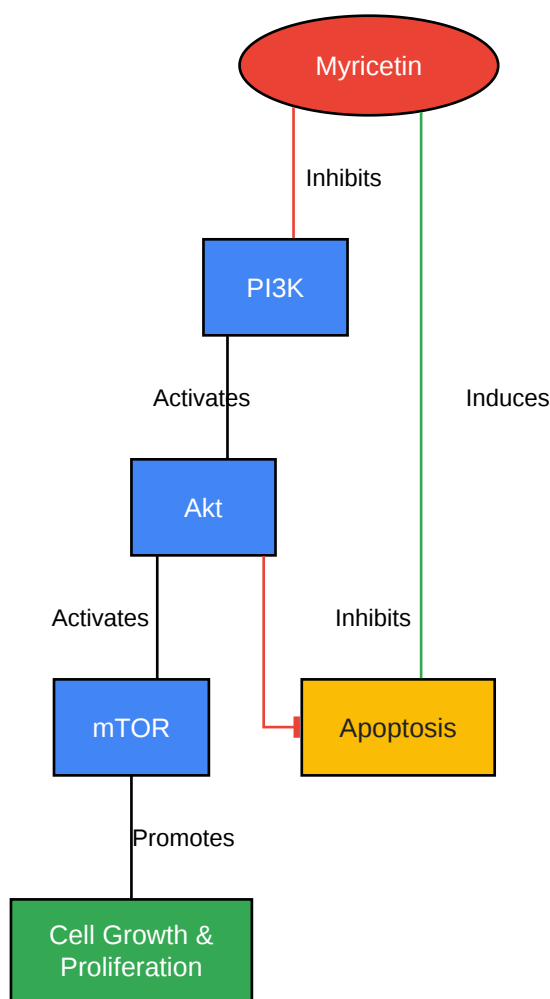 Myricetin
Inhibits
PI3K
Activates
Induces
Akt
Activates
Inhibits
mTOR
Apoptosis
Promotes
Cell Growth &
Proliferation